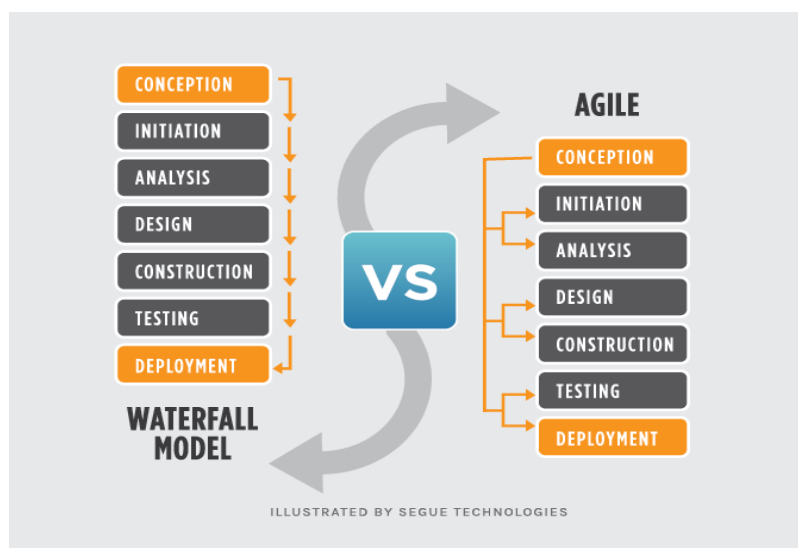 CONCEPTION
INITIATION
ANALYSIS
DESIGN
CONSTRUCTION
TESTING
DEPLOYMENT
WATERFALL
MODEL
VS
AGILE
CONCEPTION
INITIATION
ANALYSIS
DESIGN
CONSTRUCTION
TESTING
DEPLOYMENT
ILLUSTRATED BY SEGUE TECHNOLOGIES